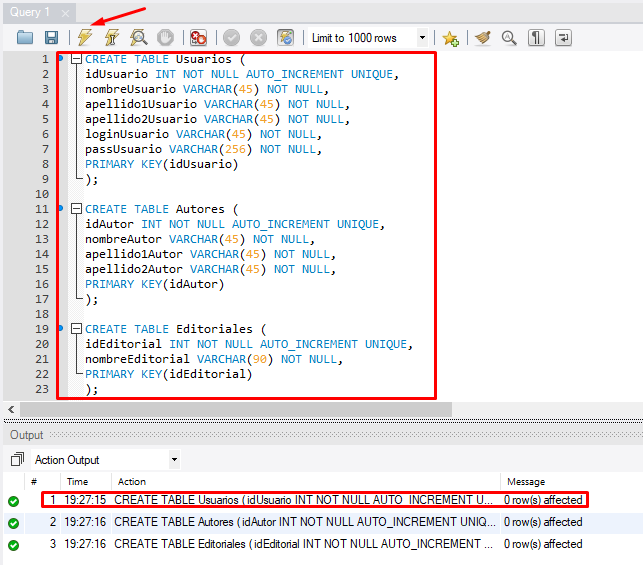 Query 1
Limit to 1000 rows
1 CREATE TABLE Usuarios (
2 idUsuario INT NOT NULL AUTO_INCREMENT UNIQUE,
3 nombreUsuario VARCHAR(45) NOT NULL,
4 apellido1Usuario VARCHAR(45) NOT NULL,
5 apellido2Usuario VARCHAR(45) NOT NULL,
6 loginUsuario VARCHAR(45) NOT NULL,
7 passUsuario VARCHAR(256) NOT NULL,
8 PRIMARY KEY(idUsuario)
9 );
10
11 CREATE TABLE Autores (
12 idAutor INT NOT NULL AUTO_INCREMENT UNIQUE,
13 nombreAutor VARCHAR(45) NOT NULL,
14 apellido1Autor VARCHAR(45) NOT NULL,
15 apellido2Autor VARCHAR(45) NOT NULL,
16 PRIMARY KEY(idAutor)
17 );
18
19 CREATE TABLE Editoriales (
20 idEditorial INT NOT NULL AUTO_INCREMENT UNIQUE,
21 nombreEditorial VARCHAR(90) NOT NULL,
22 PRIMARY KEY(idEditorial)
23 );
Output
Action Output
# Time Action Message
1 19:27:15 CREATE TABLE Usuarios ( idUsuario INT NOT NULL AUTO_INCREMENT U... 0 row(s) affected
2 19:27:16 CREATE TABLE Autores ( idAutor INT NOT NULL AUTO_INCREMENT UNIQ... 0 row(s) affected
3 19:27:16 CREATE TABLE Editoriales ( idEditorial INT NOT NULL AUTO_INCREMENT ... 0 row(s) affected